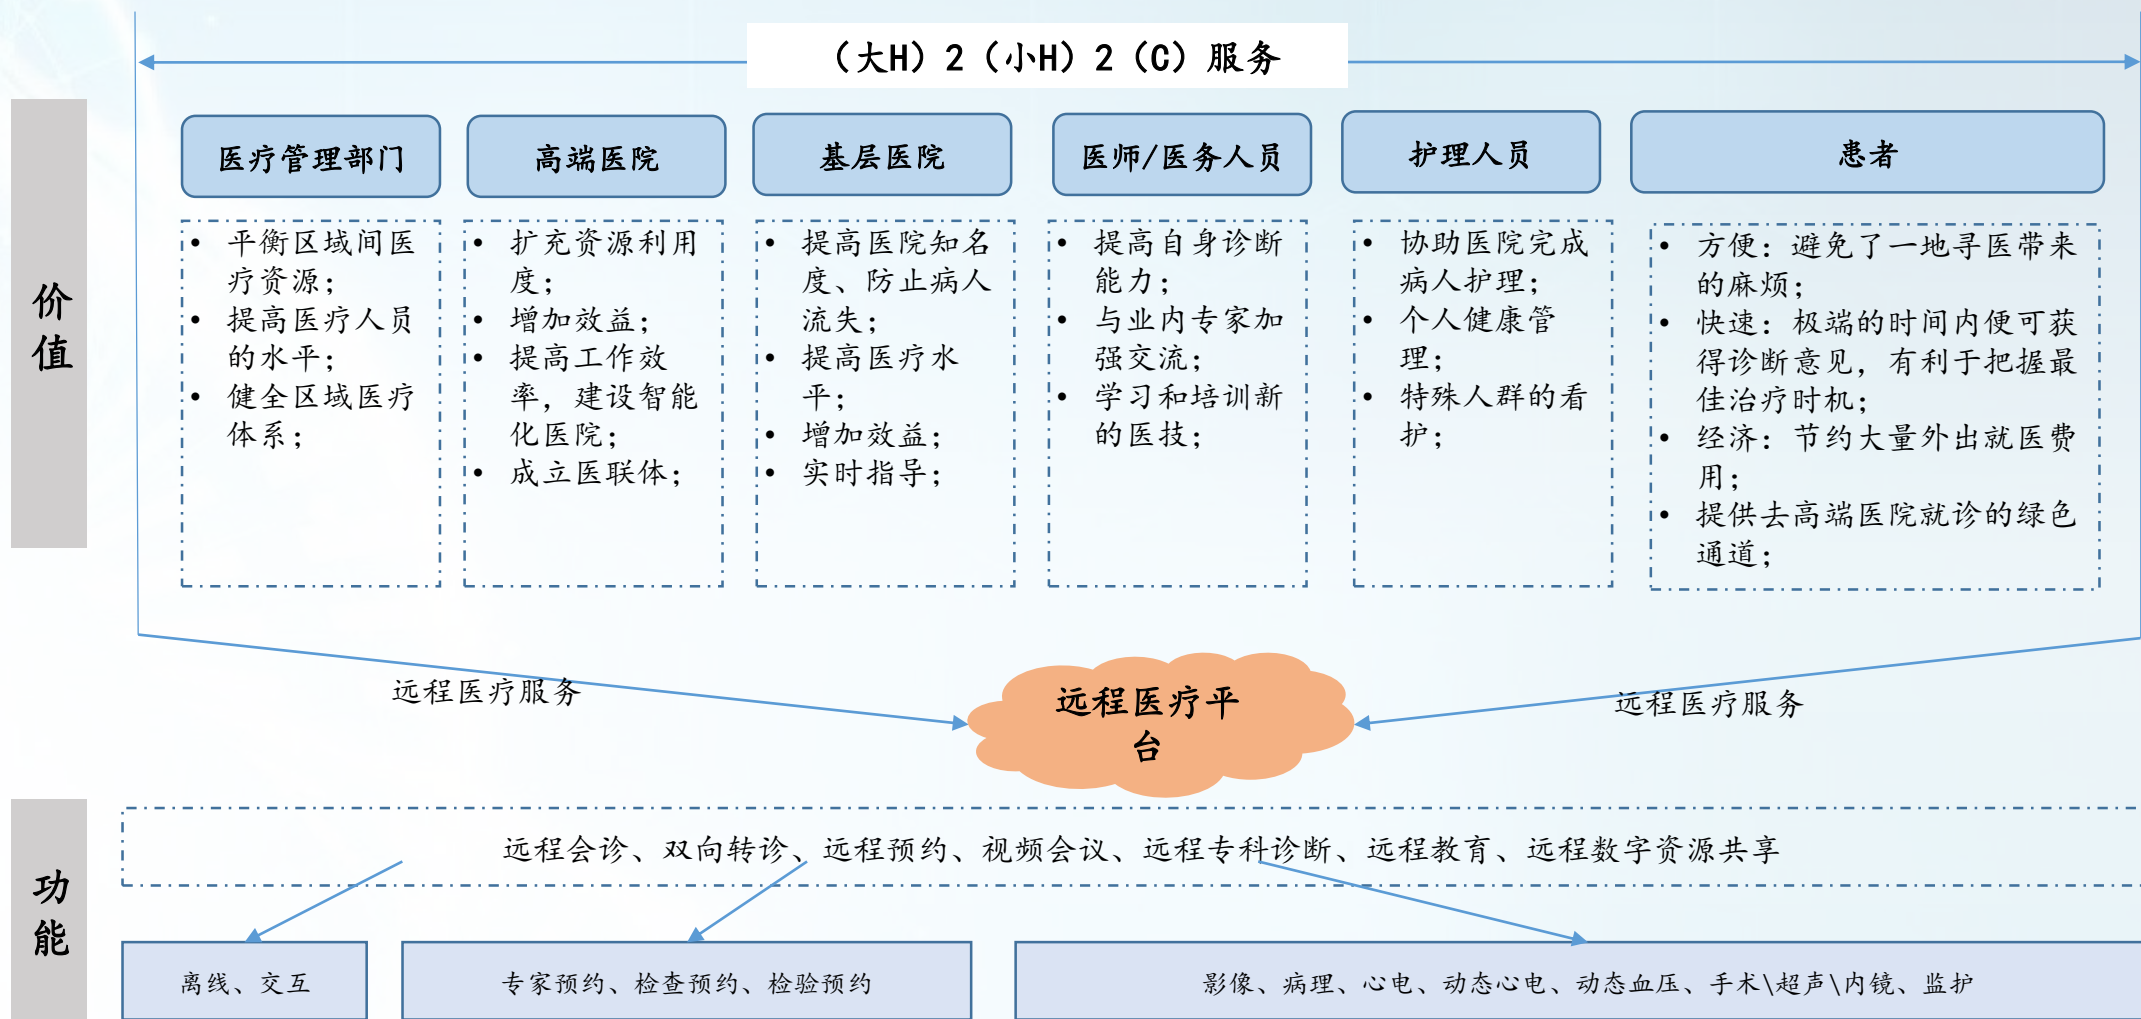 （大H）2（小H）2（C）服务
价
值
医疗管理部门
• 平衡区域间医
疗资源；
• 提高医疗人员
的水平；
• 健全区域医疗
体系；
高端医院
• 扩充资源利用
度；
• 增加效益；
• 提高工作效
率，建设智能
化医院；
• 成立医联体；
基层医院
• 提高医院知名
度、防止病人
流失；
• 提高医疗水
平；
• 增加效益；
• 实时指导；
医师/医务人员
• 提高自身诊断
能力；
• 与业内专家加
强交流；
• 学习和培训新
的医技；
护理人员
• 协助医院完成
病人护理；
• 个人健康管
理；
• 特殊人群的看
护；
患者
• 方便：避免了一地寻医带来
的麻烦；
• 快速：极端的时间内便可获
得诊断意见，有利于把握最
佳治疗时机；
• 经济：节约大量外出就医费
用；
• 提供去高端医院就诊的绿色
通道；
远程医疗服务
远程医疗平
台
远程医疗服务
功
能
远程会诊、双向转诊、远程预约、视频会议、远程专科诊断、远程教育、远程数字资源共享
离线、交互
专家预约、检查预约、检验预约
影像、病理、心电、动态心电、动态血压、手术\超声\内镜、监护